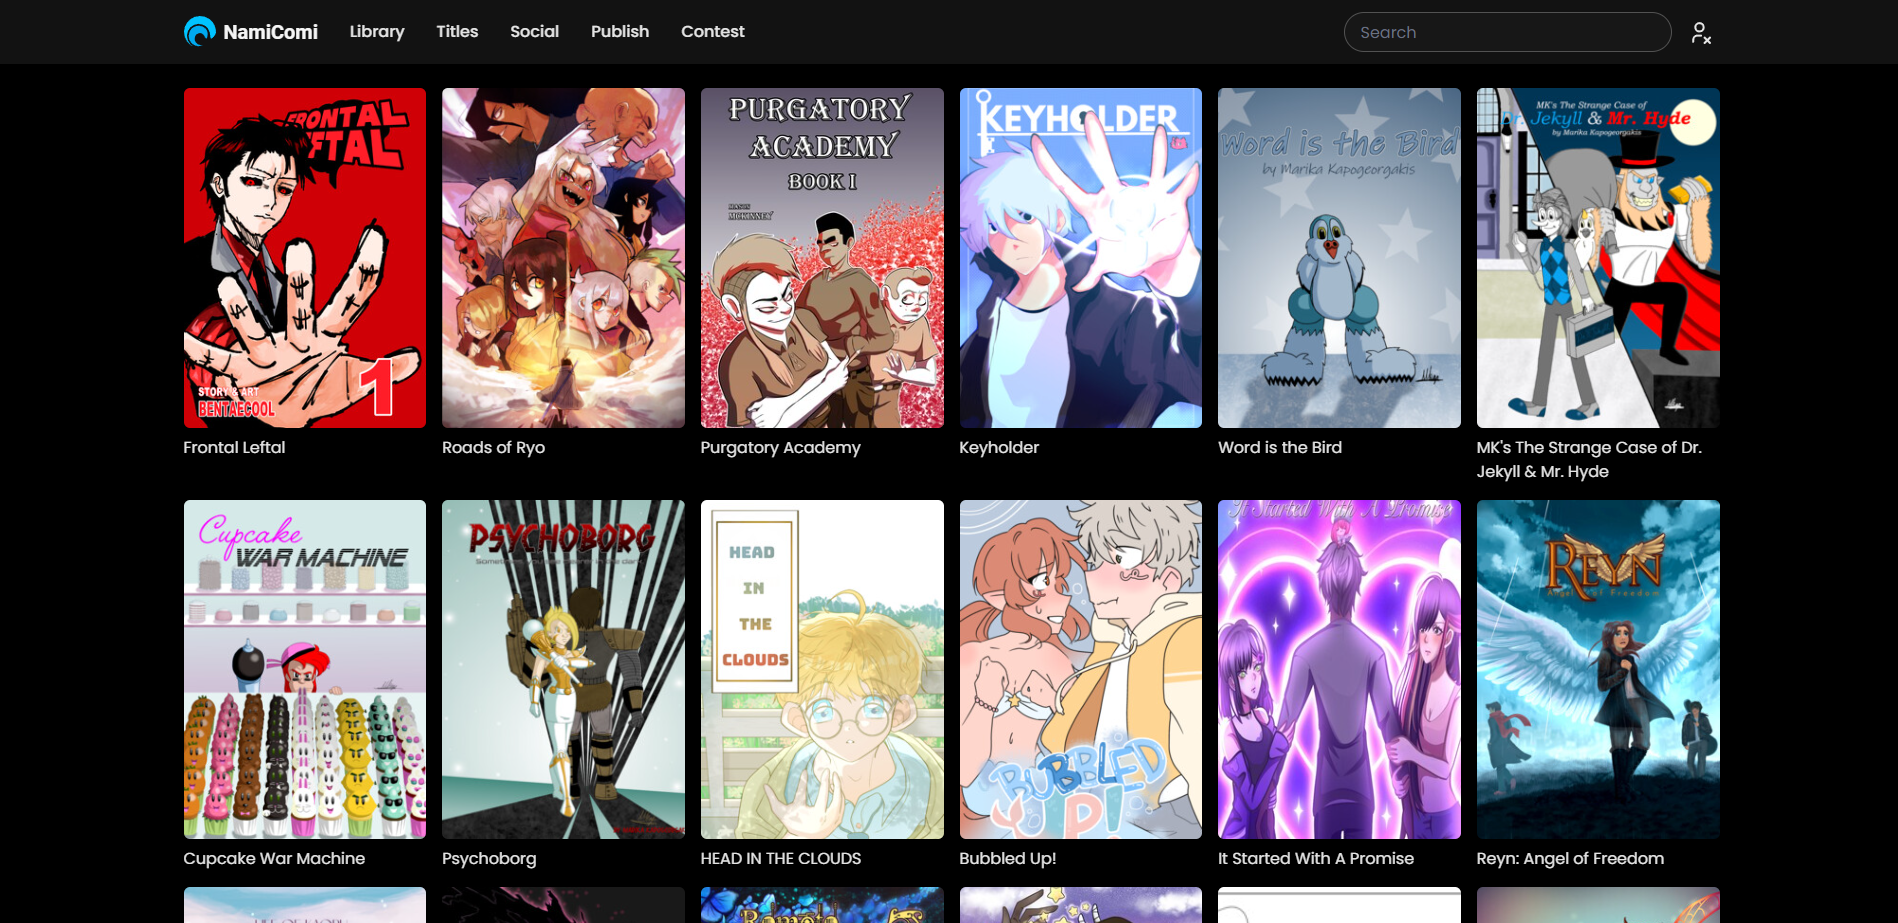 NamiComi
Library
Titles
Social
Publish
Contest
Search
FRONTAL
LEFTAL
STORY & ART
BENTAECOOL
1
PURGATORY
ACADEMY
BOOK I
MASON
MCKINNEY
KEYHOLDER
Word is the Bird
by Marika Kapogeorgakis
MK's The Strange Case of
Dr. Jekyll & Mr. Hyde
by Marika Kapogeorgakis
Frontal Leftal
Roads of Ryo
Purgatory Academy
Keyholder
Word is the Bird
MK's The Strange Case of Dr.
Jekyll & Mr. Hyde
Cupcake
WAR MACHINE
PSYCHOBORG
HEAD
IN
THE
CLOUDS
BUBBLED
UP!
It Started With A Promise
REYN
Angel of Freedom
Cupcake War Machine
Psychoborg
HEAD IN THE CLOUDS
Bubbled Up!
It Started With A Promise
Reyn: Angel of Freedom